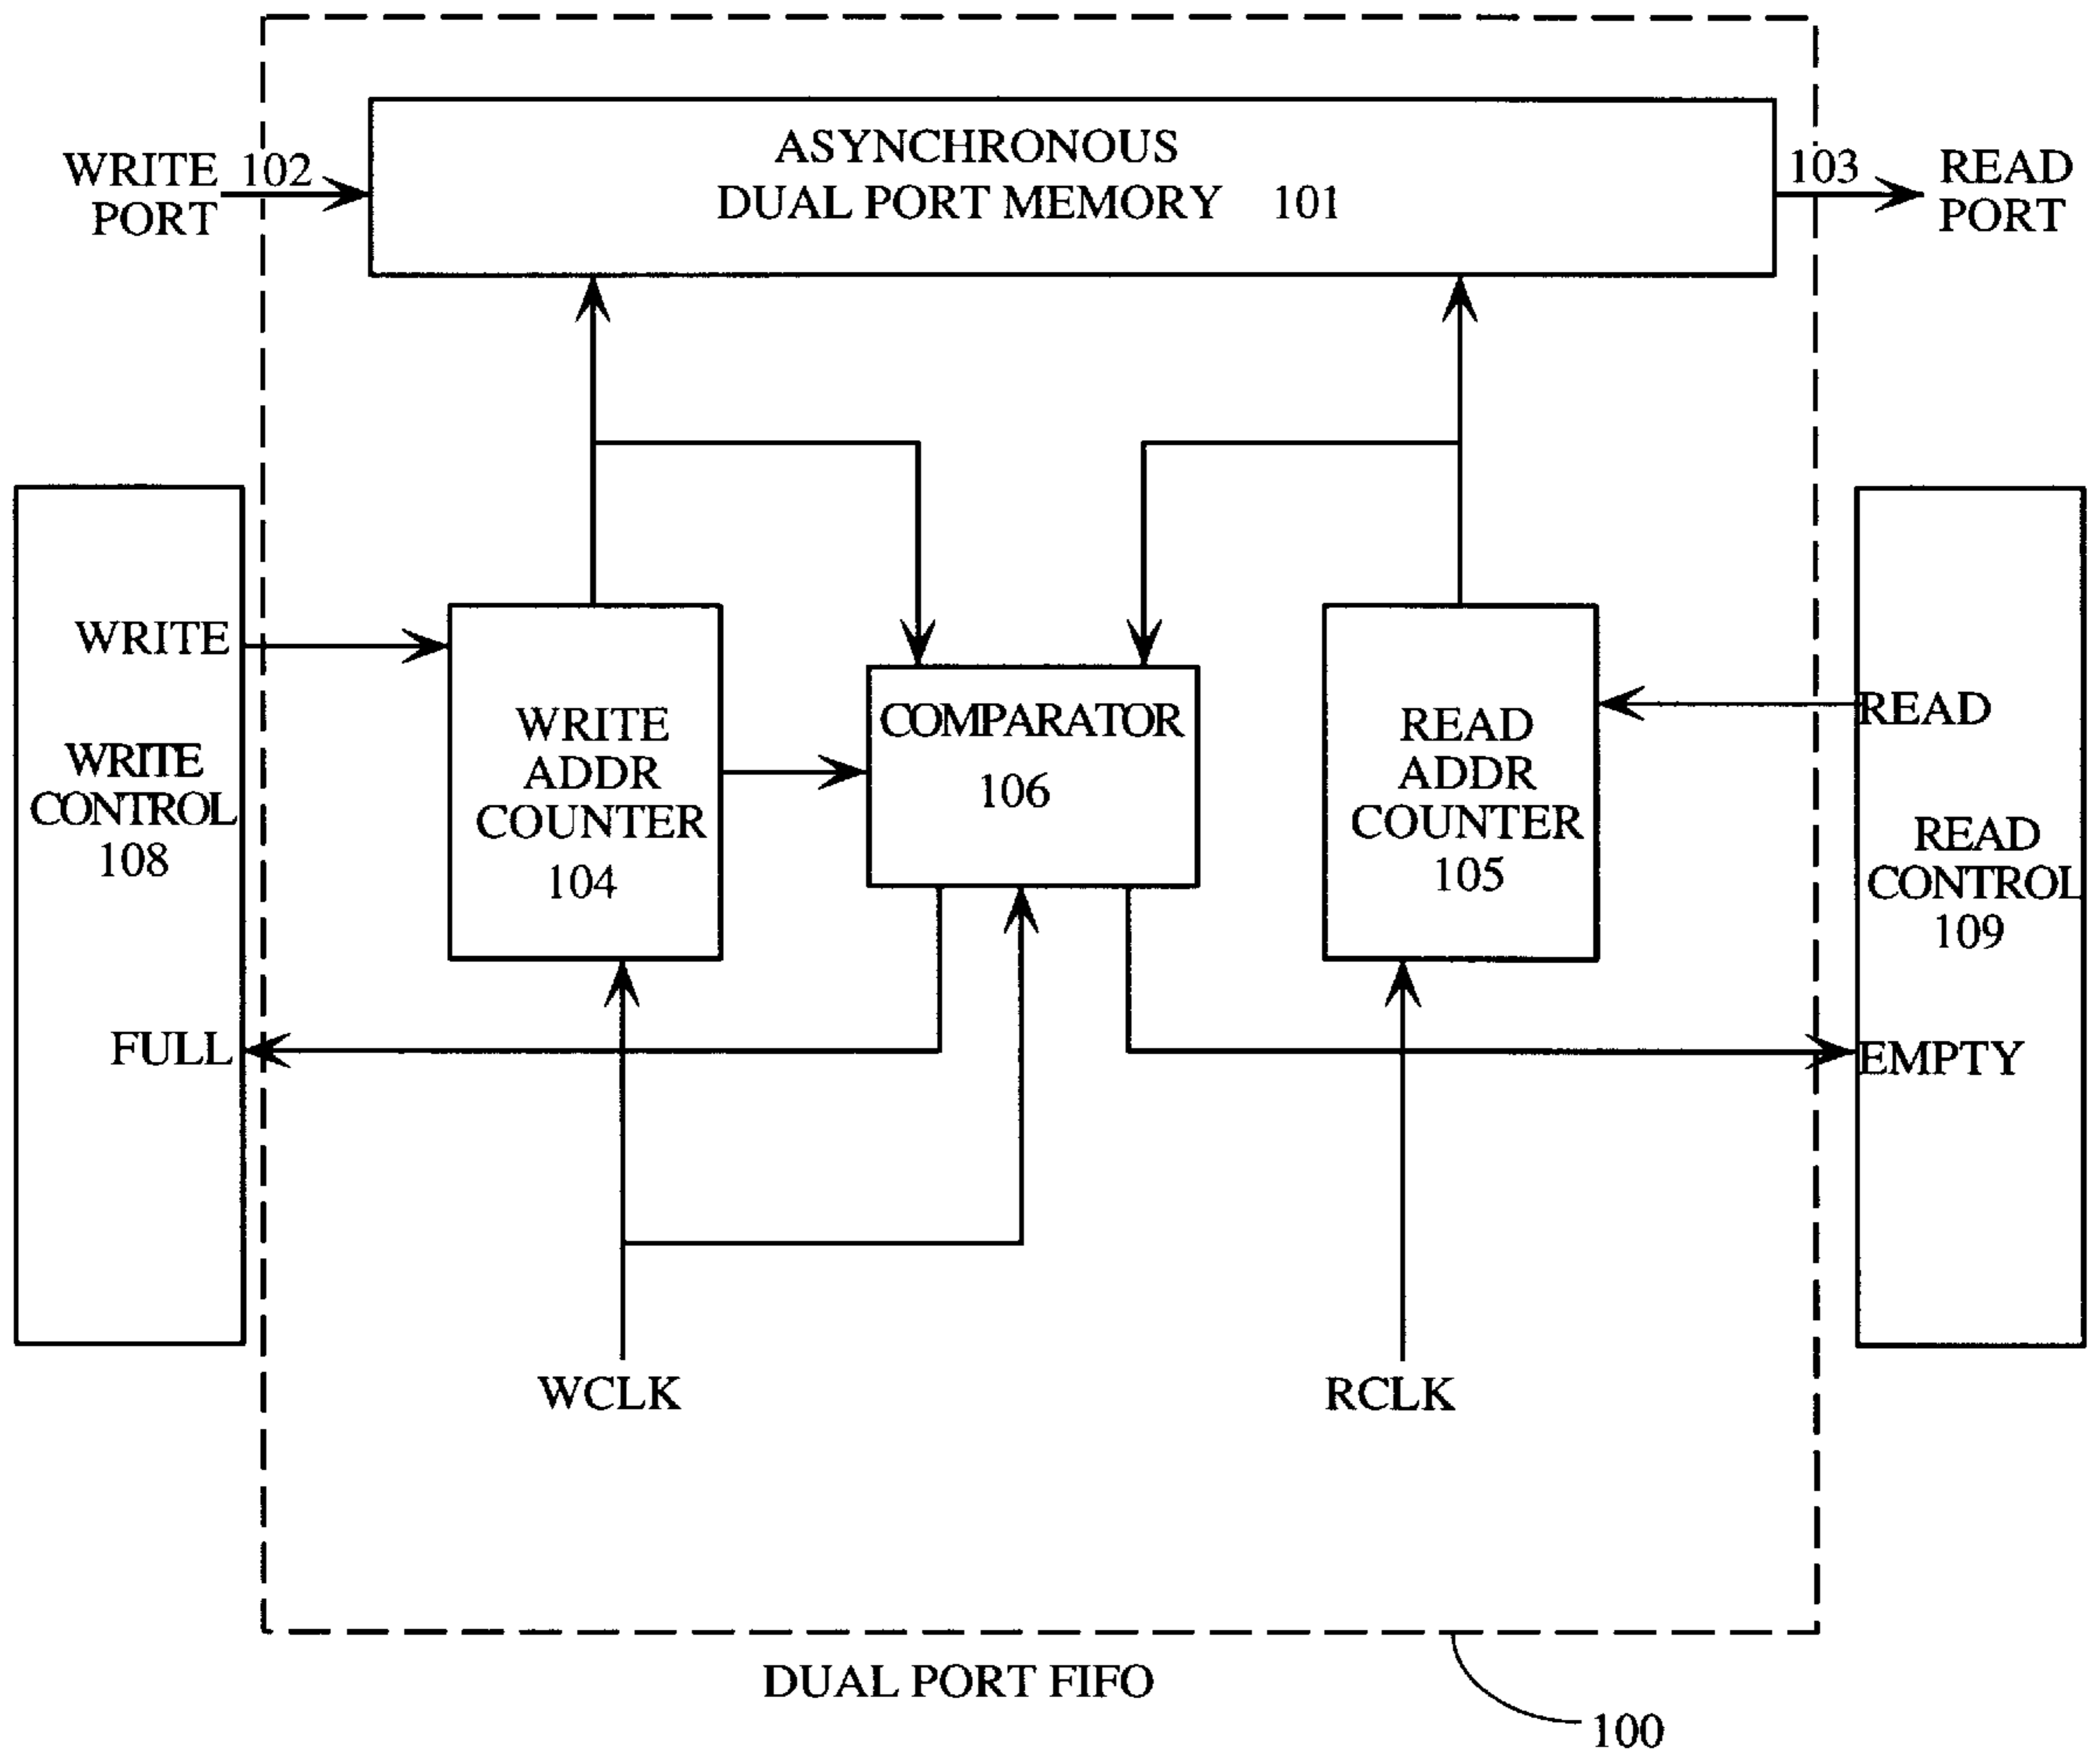 ASYNCHRONOUS
DUAL PORT MEMORY 101
WRITE
PORT
102
103
READ
PORT
WRITE
WRITE
CONTROL
108
FULL
WRITE
ADDR
COUNTER
104
COMPARATOR
106
READ
ADDR
COUNTER
105
READ
READ
CONTROL
109
EMPTY
WCLK
RCLK
DUAL PORT FIFO
100